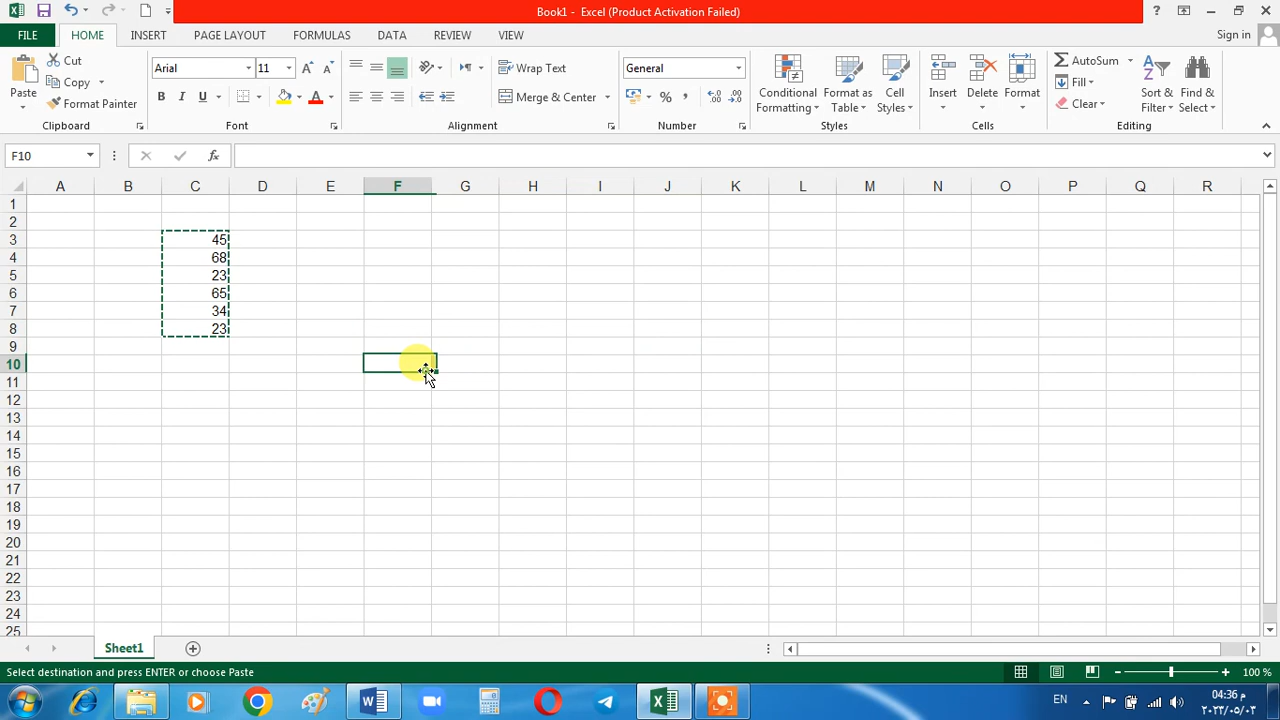 Book1 - Excel (Product Activation Failed)
?
FILE HOME INSERT PAGE LAYOUT FORMULAS DATA REVIEW VIEW Sign in
Paste
Cut
Copy
Format Painter
Clipboard
Arial 11
B I U
Font
Wrap Text
Merge & Center
Alignment
General
%
Number
Conditional Formatting
Format as Table
Cell Styles
Styles
Insert
Delete
Format
Cells
AutoSum
Fill
Clear
Sort & Filter
Find & Select
Editing
F10 fx
A B C D E F G H I J K L M N O P Q R
1
2
3 45
4 68
5 23
6 65
7 34
8 23
9
10
11
12
13
14
15
16
17
18
19
20
21
22
23
24
25
Sheet1
Select destination and press ENTER or choose Paste 100 %
EN
04:36 م
٢٠٢٣/٠٥/٠٣